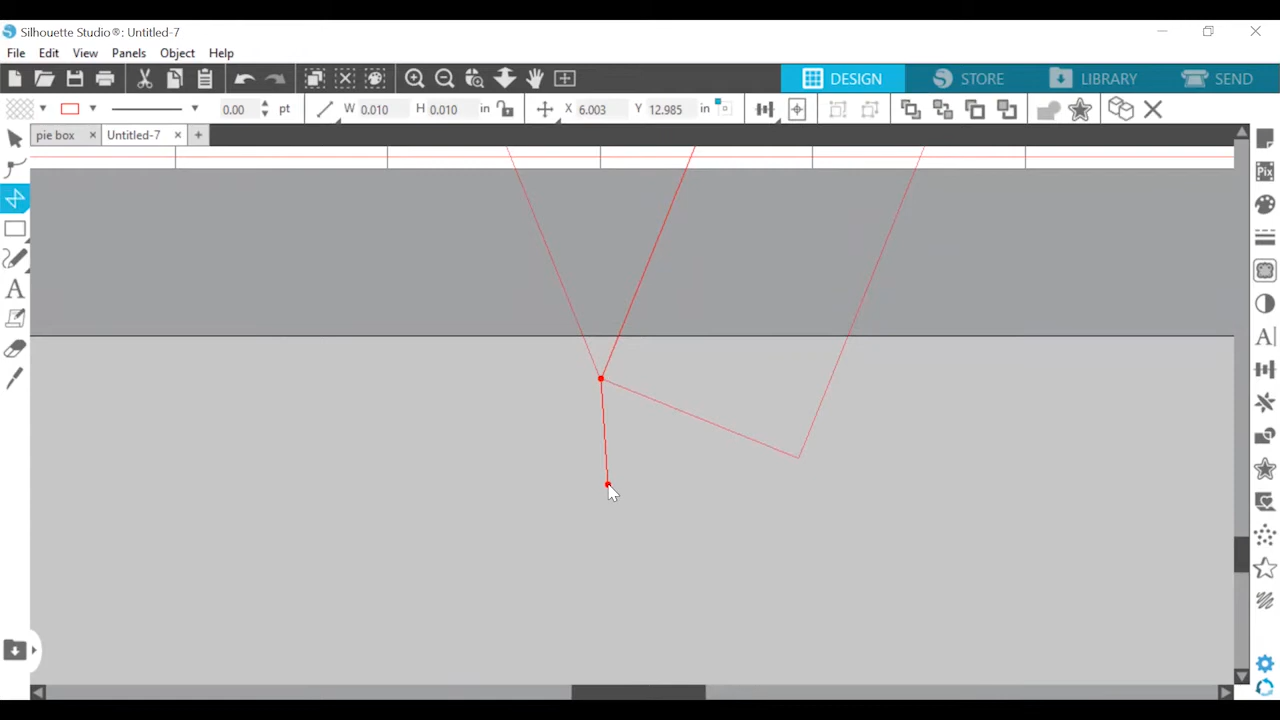 Silhouette Studio®: Untitled-7
File Edit View Panels Object Help
DESIGN STORE LIBRARY SEND
0.00 pt W 0.010 H 0.010 in X 6.003 Y 12.985 in
pie box × Untitled-7 × +
A
Pix
A